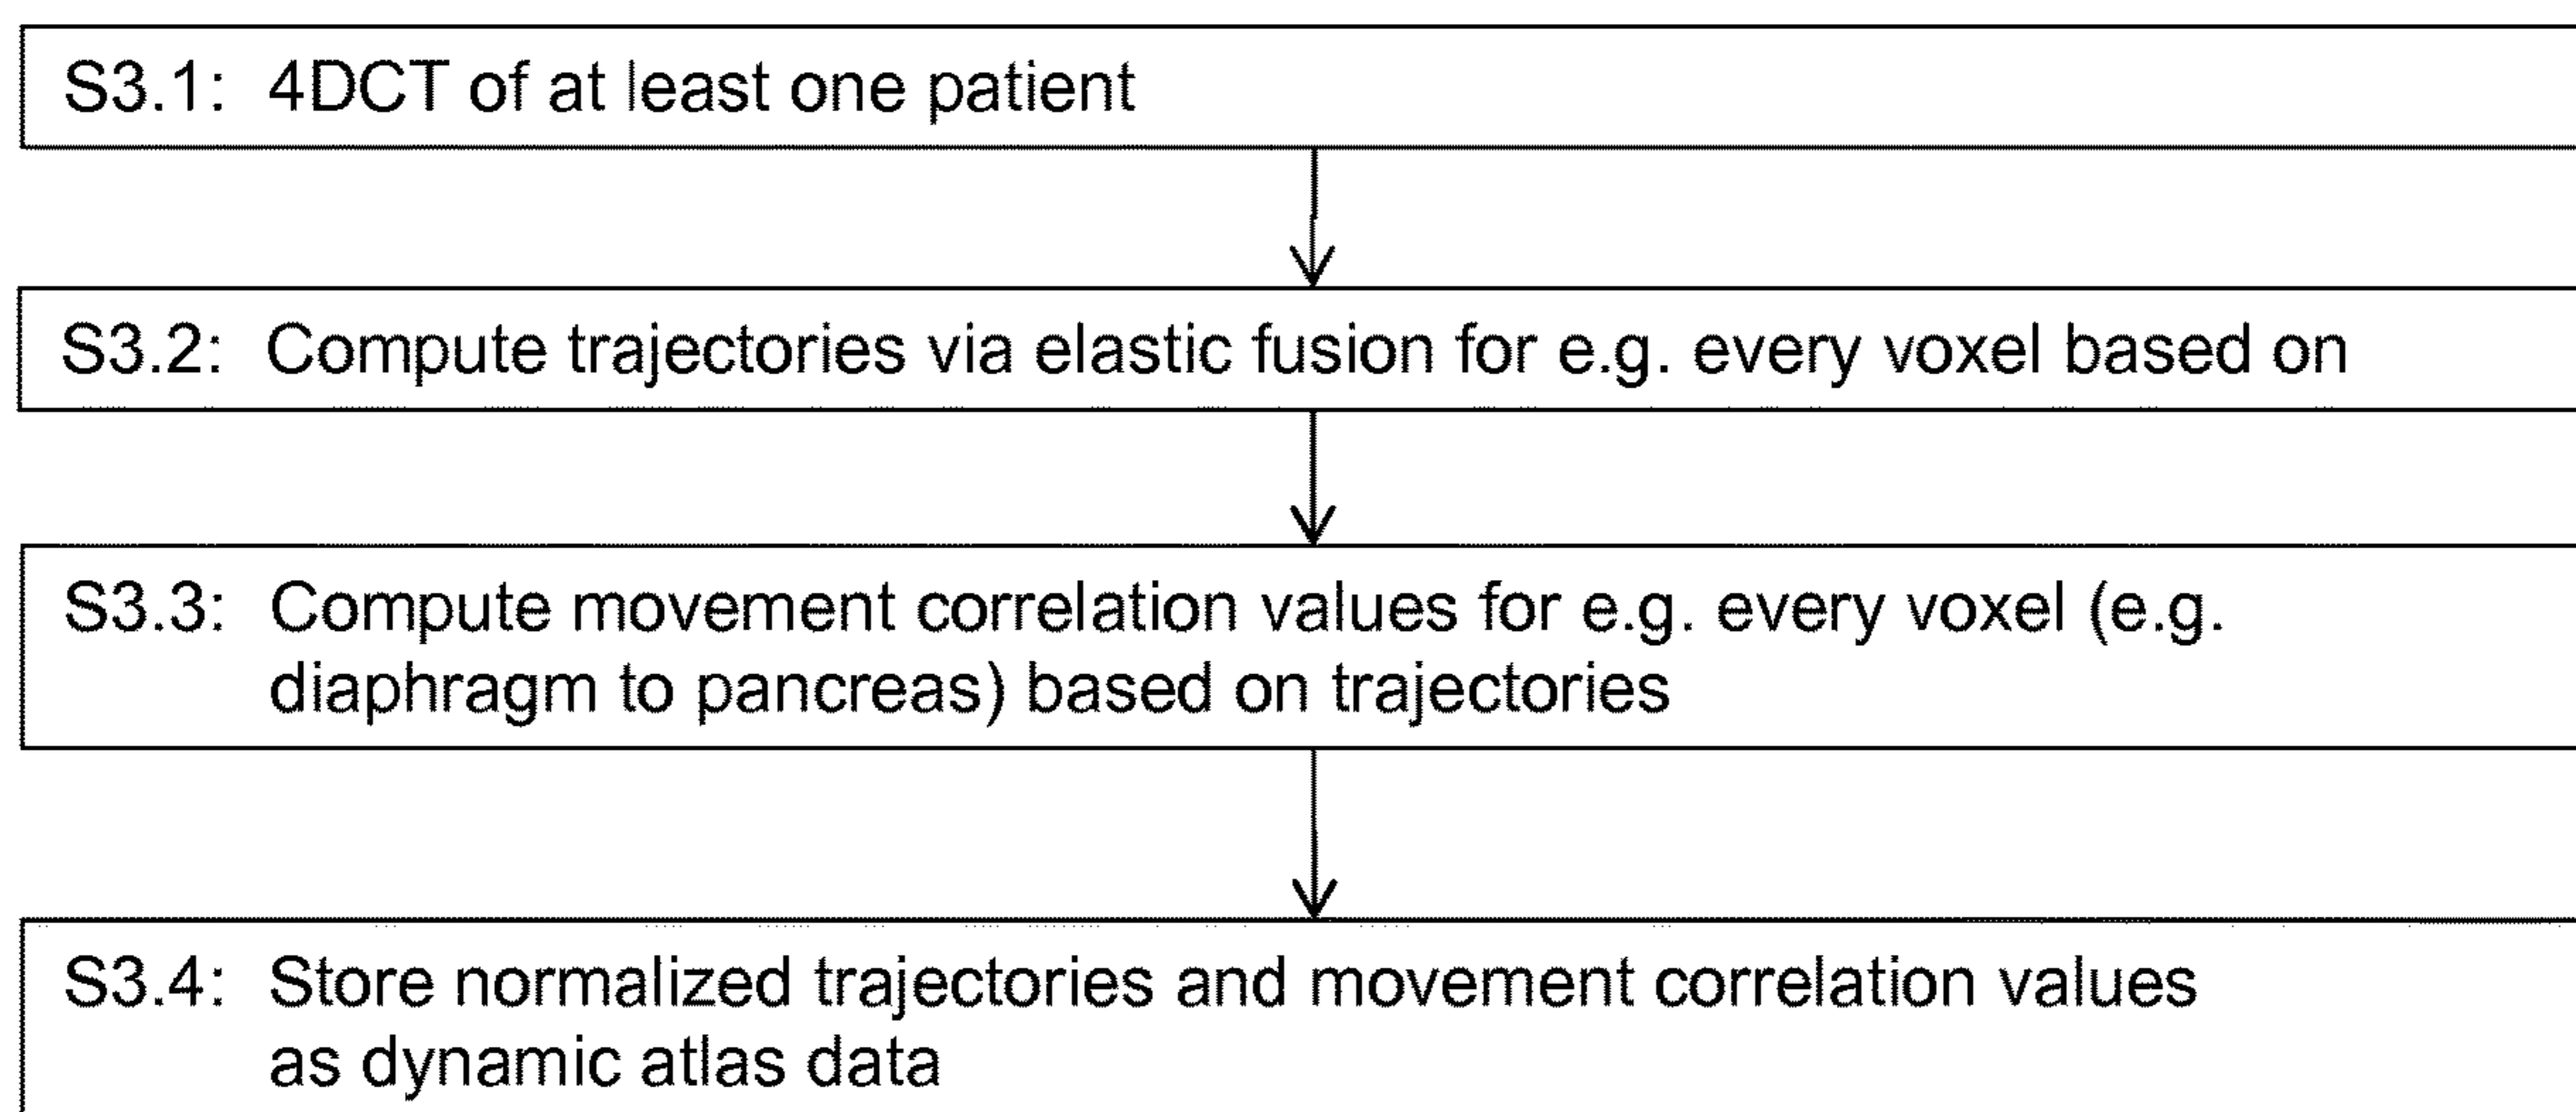 S3.1: 4DCT of at least one patient
S3.2: Compute trajectories via elastic fusion for e.g. every voxel based on
S3.3: Compute movement correlation values for e.g. every voxel (e.g.
diaphragm to pancreas) based on trajectories
S3.4: Store normalized trajectories and movement correlation values
as dynamic atlas data